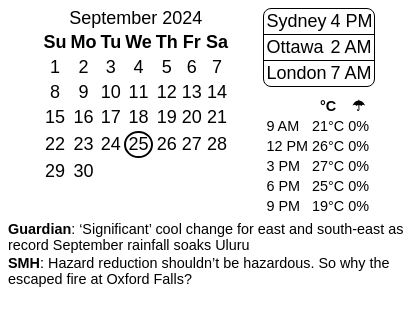 September 2024
Su Mo Tu We Th Fr Sa
1 2 3 4 5 6 7
8 9 10 11 12 13 14
15 16 17 18 19 20 21
22 23 24 25 26 27 28
29 30
Sydney 4 PM
Ottawa 2 AM
London 7 AM
°C ☂
9 AM 21°C 0%
12 PM 26°C 0%
3 PM 27°C 0%
6 PM 25°C 0%
9 PM 19°C 0%
Guardian: ‘Significant’ cool change for east and south-east as
record September rainfall soaks Uluru
SMH: Hazard reduction shouldn’t be hazardous. So why the
escaped fire at Oxford Falls?